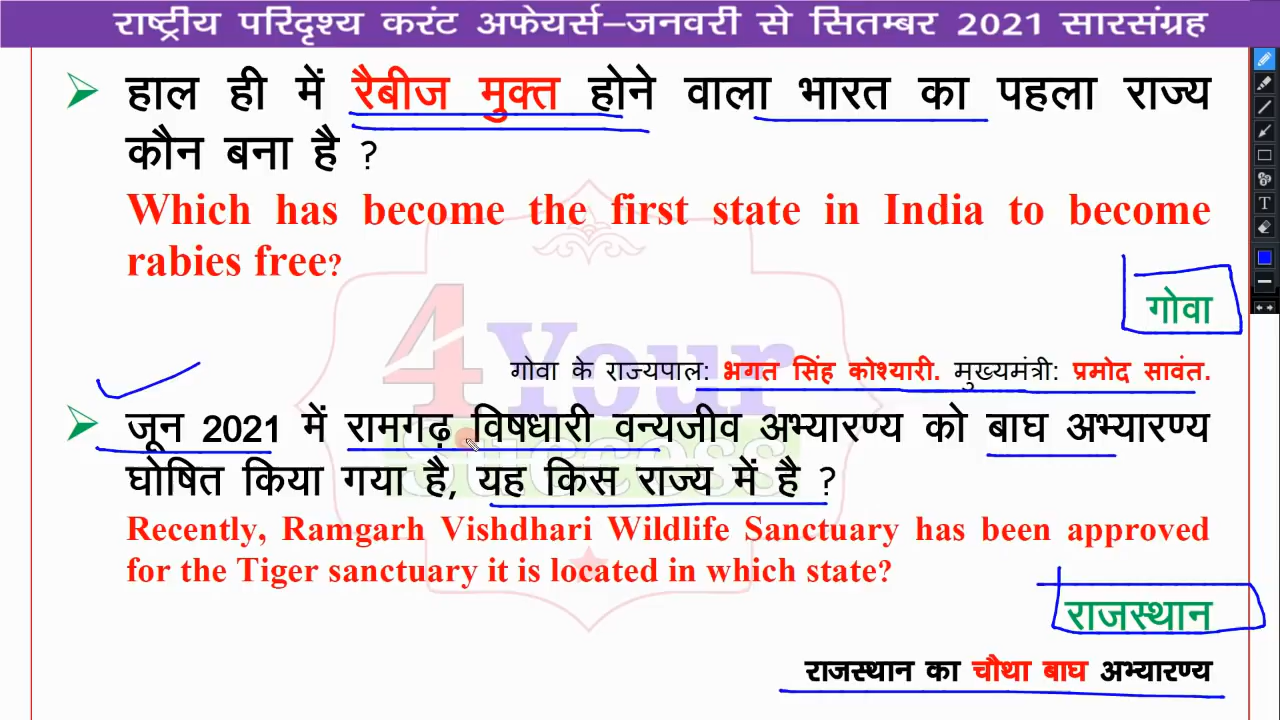 राष्ट्रीय परिदृश्य करंट अफेयर्स–जनवरी से सितम्बर 2021 सारसंग्रह
हाल ही में रैबीज मुक्त होने वाला भारत का पहला राज्य
कौन बना है ?
Which has become the first state in India to become
rabies free?
गोवा
4 Your
गोवा के राज्यपाल: भगत सिंह कोश्यारी. मुख्यमंत्री: प्रमोद सावंत.
जून 2021 में रामगढ़ विषधारी वन्यजीव अभ्यारण्य को बाघ अभ्यारण्य
Success
घोषित किया गया है, यह किस राज्य में है ?
Recently, Ramgarh Vishdhari Wildlife Sanctuary has been approved
for the Tiger sanctuary it is located in which state?
राजस्थान
राजस्थान का चौथा बाघ अभ्यारण्य
T